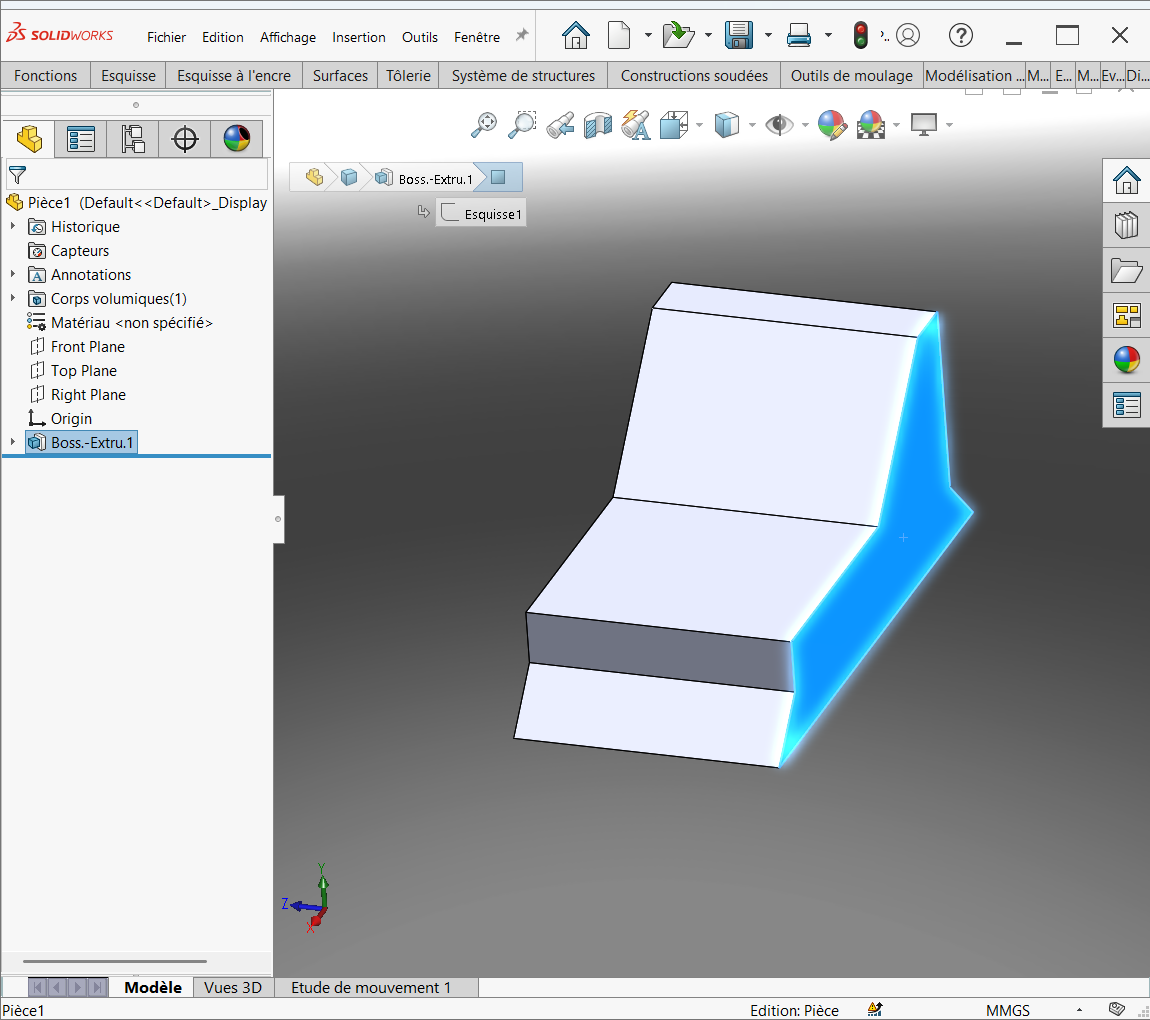 SOLIDWORKS Fichier Edition Affichage Insertion Outils Fenêtre
Fonctions Esquisse Esquisse à l'encre Surfaces Tôlerie Système de structures Constructions soudées Outils de moulage Modélisation ... M... E... M... Ev... Di...
Boss.-Extru.1
Esquisse1
Pièce1 (Default<<Default>_Display
Historique
Capteurs
Annotations
Corps volumiques(1)
Matériau <non spécifié>
Front Plane
Top Plane
Right Plane
Origin
Boss.-Extru.1
Y
Z
X
Modèle Vues 3D Etude de mouvement 1
Pièce1 Edition: Pièce MMGS